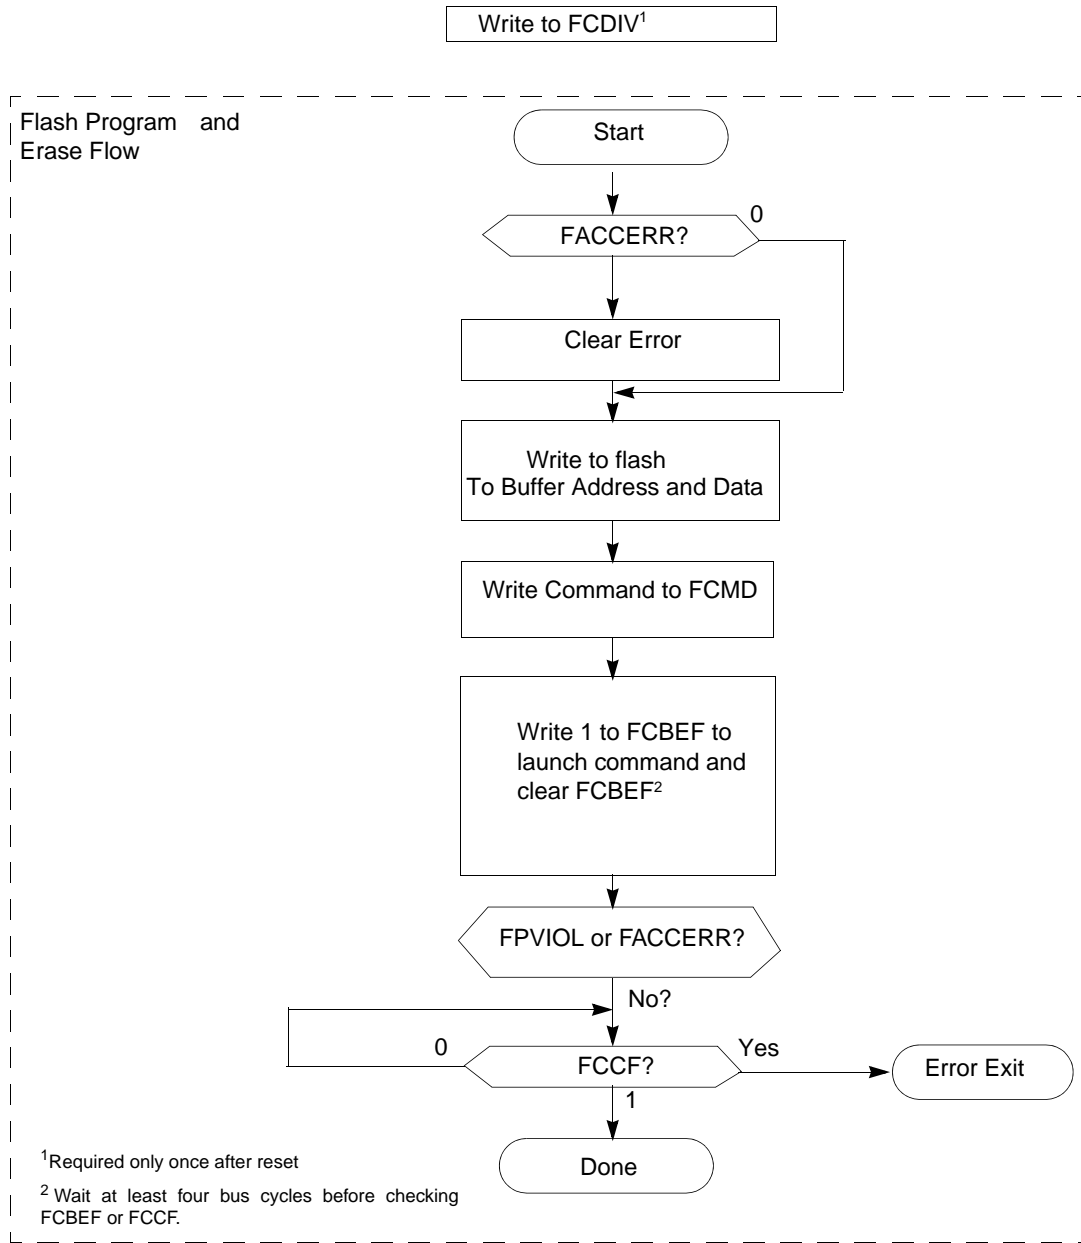 Write to FCDIV1
Flash Program and
Erase Flow
Start
0
FACCERR?
Clear Error
Write to flash
To Buffer Address and Data
Write Command to FCMD
Write 1 to FCBEF to
launch command and
clear FCBEF2
FPVIOL or FACCERR?
No?
0
FCCF?
Yes
Error Exit
1
Done
1Required only once after reset
2 Wait at least four bus cycles before checking
FCBEF or FCCF.